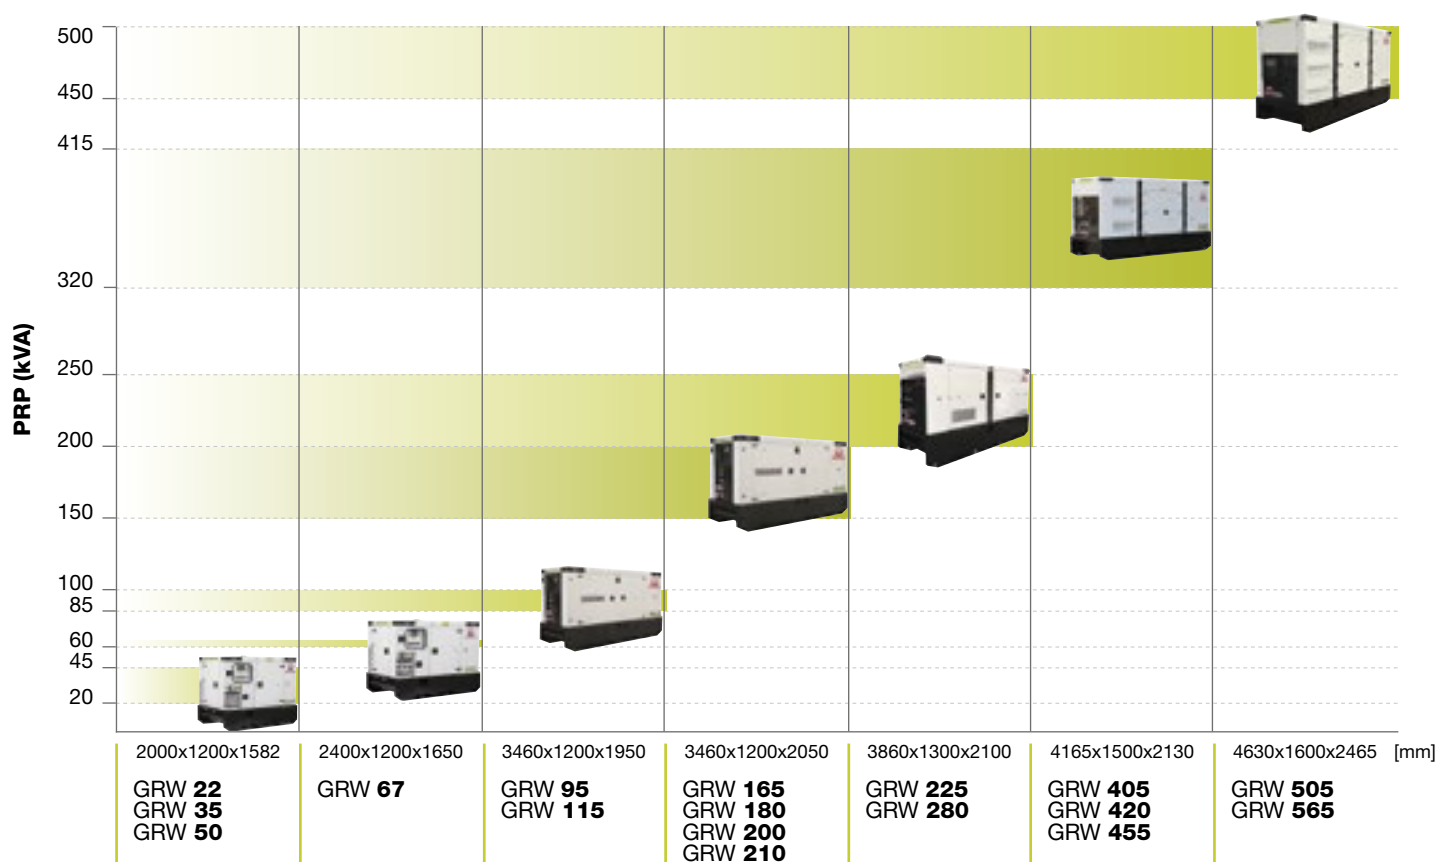 500
450
415
320
250
200
150
100
85
60
45
20
PRP (kVA)
2000x1200x1582
2400x1200x1650
3460x1200x1950
3460x1200x2050
3860x1300x2100
4165x1500x2130
4630x1600x2465
[mm]
GRW 22
GRW 35
GRW 50
GRW 67
GRW 95
GRW 115
GRW 165
GRW 180
GRW 200
GRW 210
GRW 225
GRW 280
GRW 405
GRW 420
GRW 455
GRW 505
GRW 565